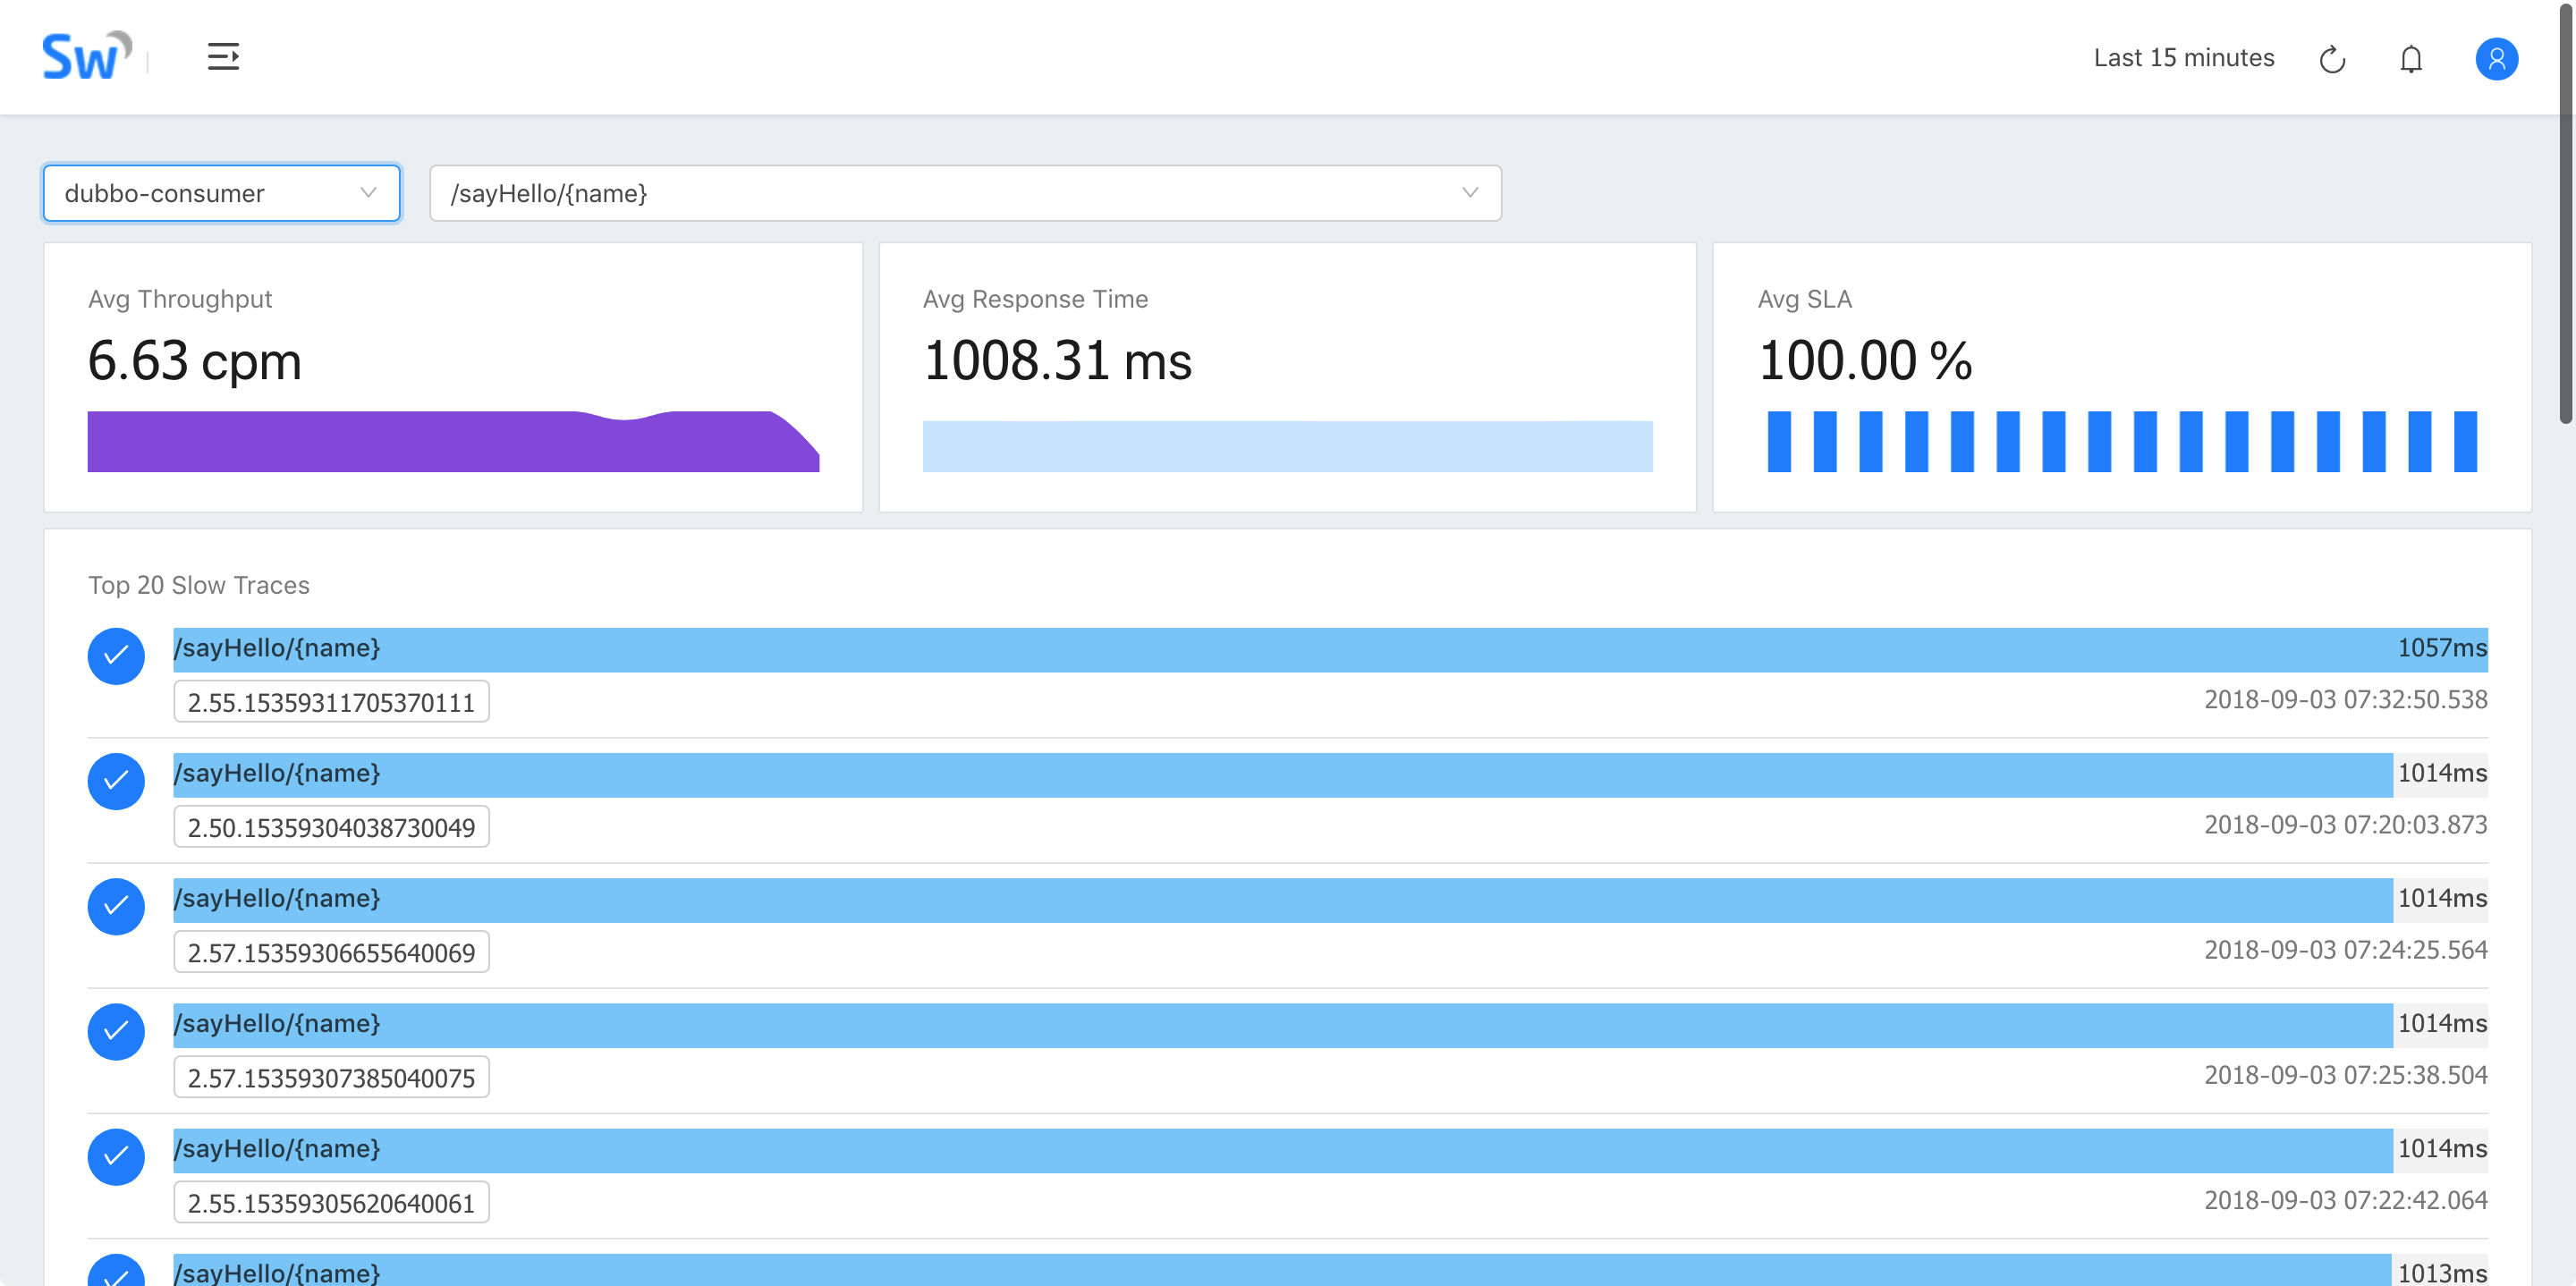 Sw
Last 15 minutes
dubbo-consumer
/sayHello/{name}
Avg Throughput
6.63 cpm
Avg Response Time
1008.31 ms
Avg SLA
100.00 %
Top 20 Slow Traces
/sayHello/{name} 1057ms
2.55.15359311705370111 2018-09-03 07:32:50.538
/sayHello/{name} 1014ms
2.50.15359304038730049 2018-09-03 07:20:03.873
/sayHello/{name} 1014ms
2.57.15359306655640069 2018-09-03 07:24:25.564
/sayHello/{name} 1014ms
2.57.15359307385040075 2018-09-03 07:25:38.504
/sayHello/{name} 1014ms
2.55.15359305620640061 2018-09-03 07:22:42.064
/sayHello/{name} 1013ms